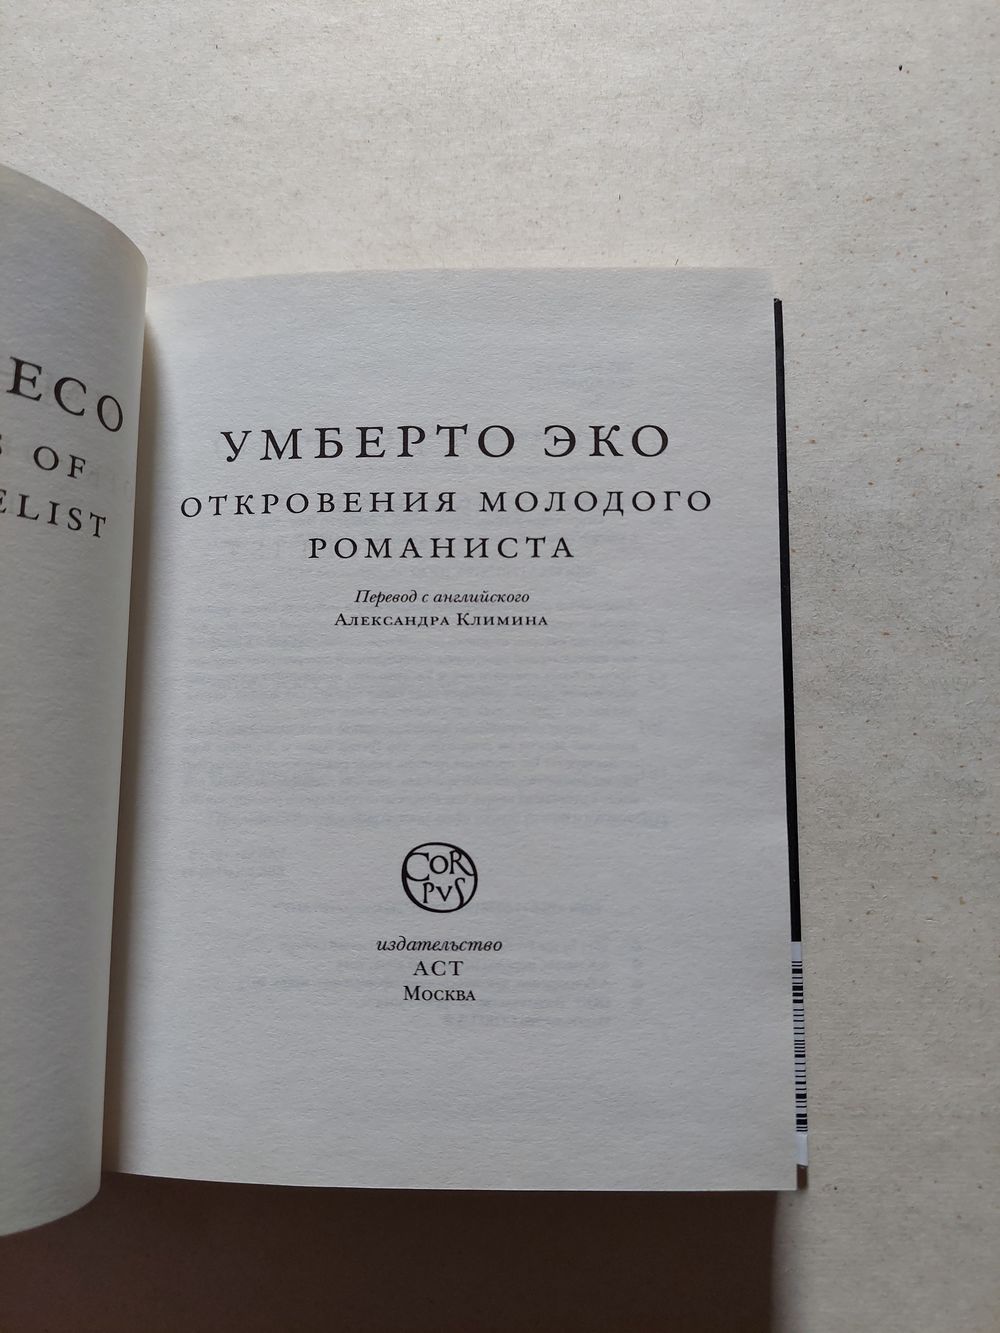 ECO
S OF
ELIST
УМБЕРТО ЭКО
ОТКРОВЕНИЯ МОЛОДОГО
РОМАНИСТА
Перевод с английского
Александра Климина
COR
PVS
издательство
АСТ
Москва